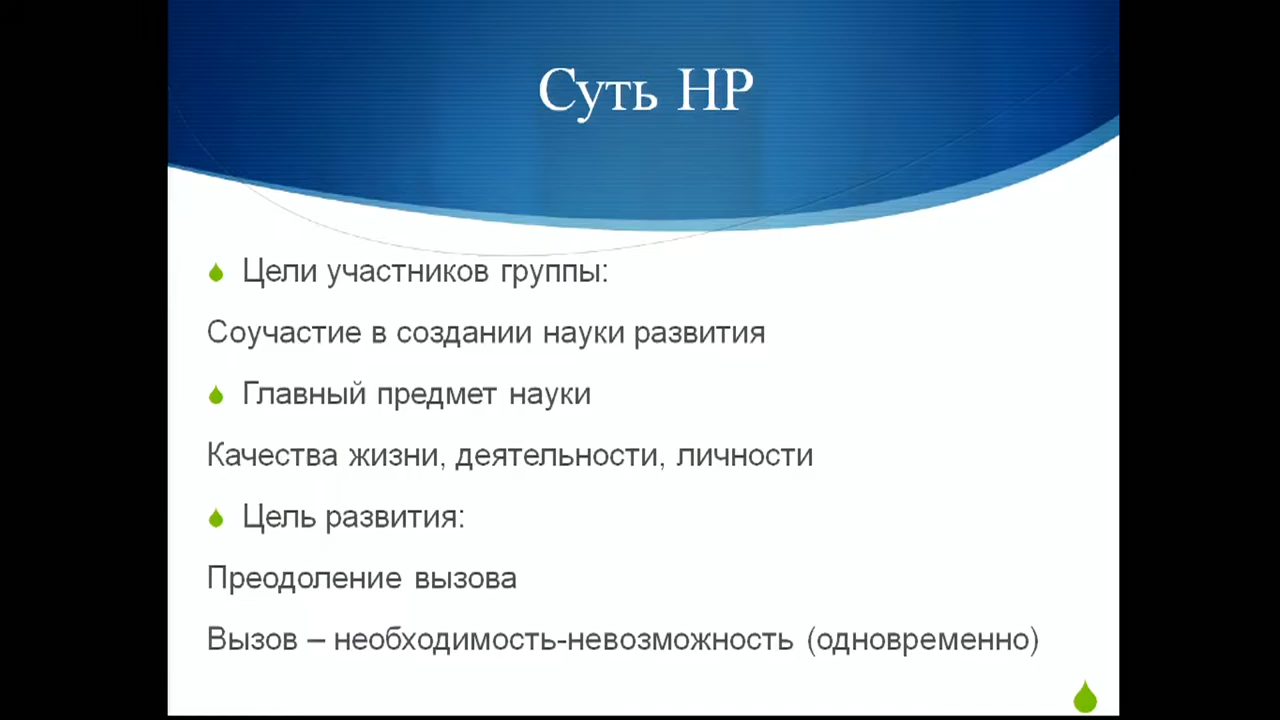 Суть НР
Цели участников группы:
Соучастие в создании науки развития
Главный предмет науки
Качества жизни, деятельности, личности
Цель развития:
Преодоление вызова
Вызов – необходимость-невозможность (одновременно)